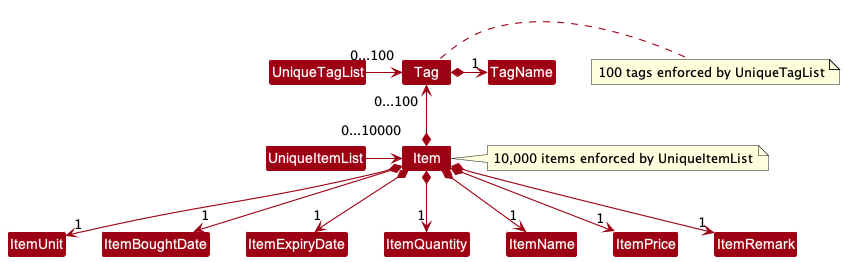 0...100
UniqueTagList
Tag
1
TagName
100 tags enforced by UniqueTagList
0...100
0...10000
UniqueItemList
Item
10,000 items enforced by UniqueItemList
1
1
1
1
1
1
1
ItemUnit
ItemBoughtDate
ItemExpiryDate
ItemQuantity
ItemName
ItemPrice
ItemRemark